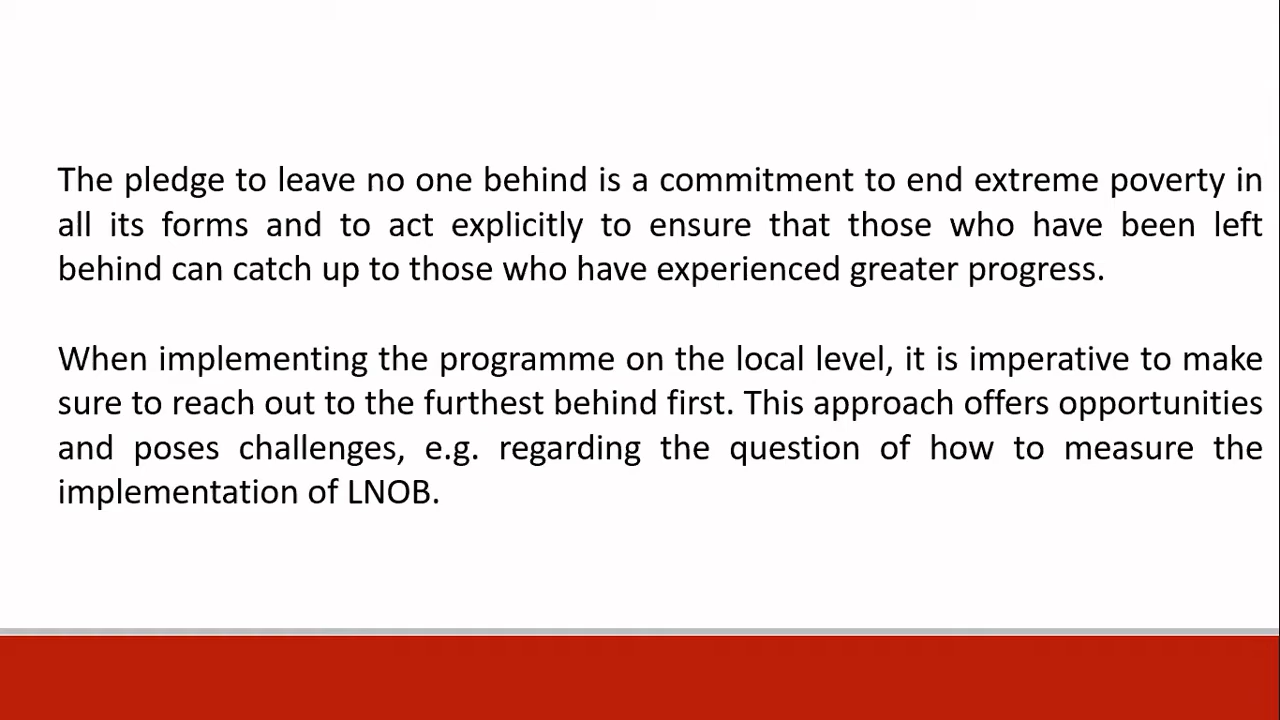 The pledge to leave no one behind is a commitment to end extreme poverty in
all its forms and to act explicitly to ensure that those who have been left
behind can catch up to those who have experienced greater progress.
When implementing the programme on the local level, it is imperative to make
sure to reach out to the furthest behind first. This approach offers opportunities
and poses challenges, e.g. regarding the question of how to measure the
implementation of LNOB.